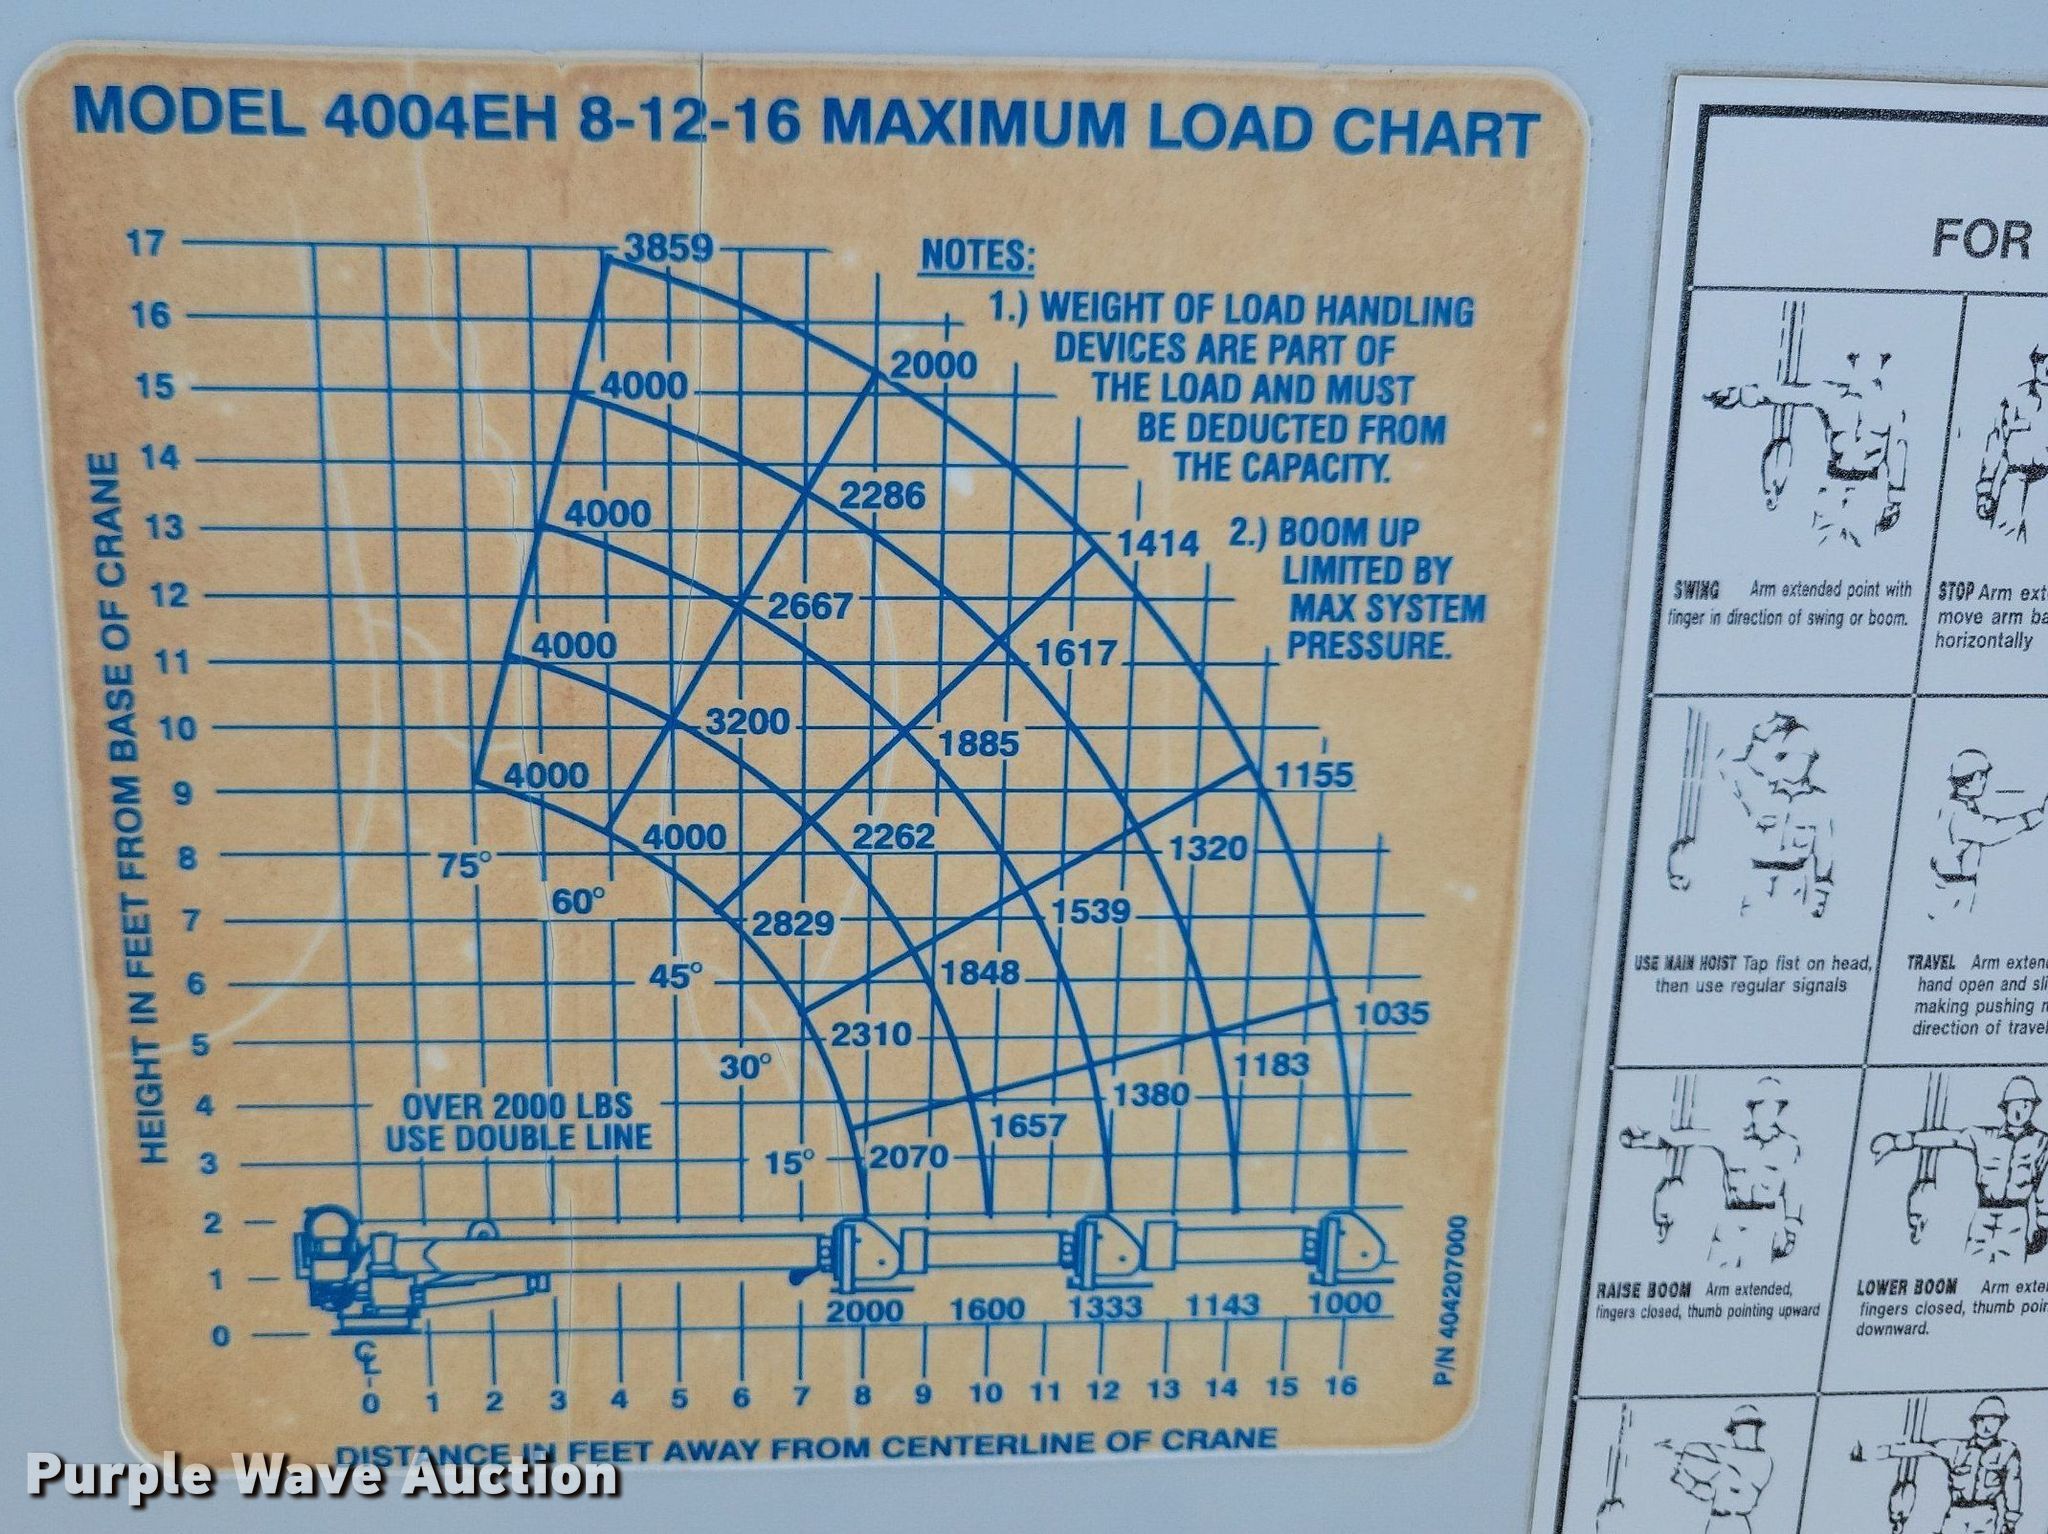 MODEL 4004EH 8-12-16 MAXIMUM LOAD CHART
HEIGHT IN FEET FROM BASE OF CRANE
17
16
15
14
13
12
11
10
9
8
7
6
5
4
3
2
1
0
3859
2000
1414
1155
1035
1000
4000
2286
1617
1320
1183
1143
4000
2667
1885
1539
1380
1333
4000
3200
2262
1848
1657
1600
4000
4000
2829
2310
2070
2000
75°
60°
45°
30°
15°
NOTES:
1.) WEIGHT OF LOAD HANDLING
DEVICES ARE PART OF
THE LOAD AND MUST
BE DEDUCTED FROM
THE CAPACITY.
2.) BOOM UP
LIMITED BY
MAX SYSTEM
PRESSURE.
OVER 2000 LBS
USE DOUBLE LINE
℄
0 1 2 3 4 5 6 7 8 9 10 11 12 13 14 15 16
DISTANCE IN FEET AWAY FROM CENTERLINE OF CRANE
P/N 404207000
FOR
SWING Arm extended point with
finger in direction of swing or boom.
STOP Arm ext
move arm ba
horizontally
USE MAIN HOIST Tap fist on head,
then use regular signals
TRAVEL Arm exten
hand open and sli
making pushing
direction of trave
RAISE BOOM Arm extended,
fingers closed, thumb pointing upward
LOWER BOOM Arm exte
fingers closed, thumb poin
downward.
Purple Wave Auction